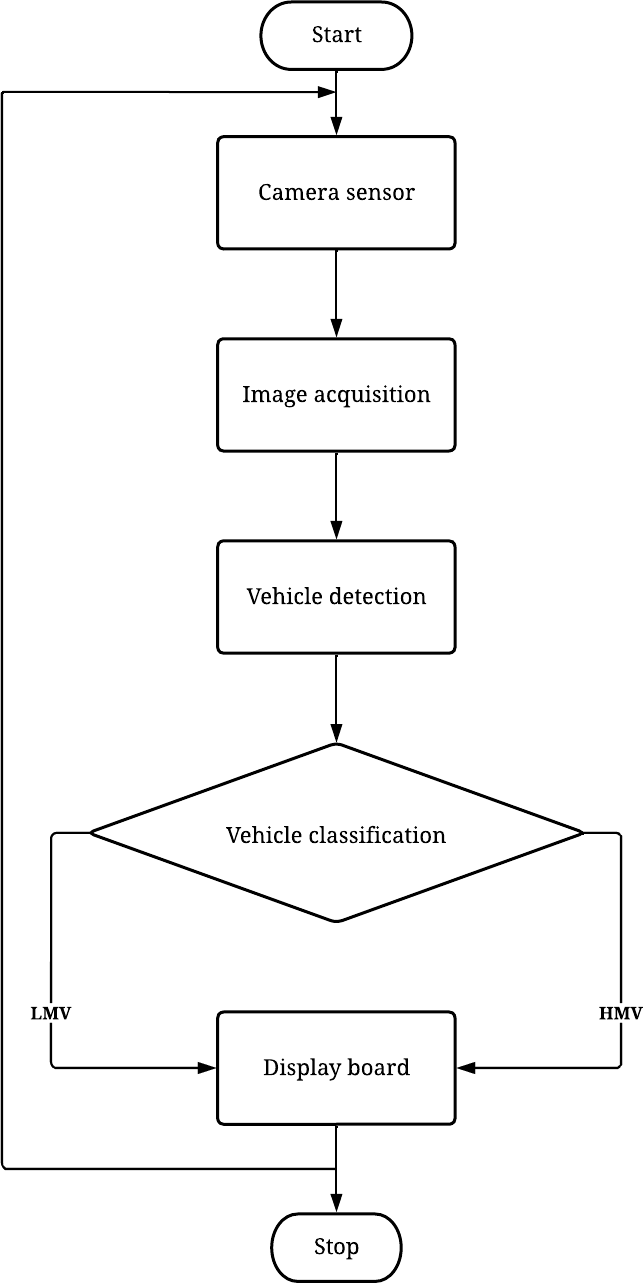 Start
Camera sensor
Image acquisition
Vehicle detection
Vehicle classification
LMV
HMV
Display board
Stop